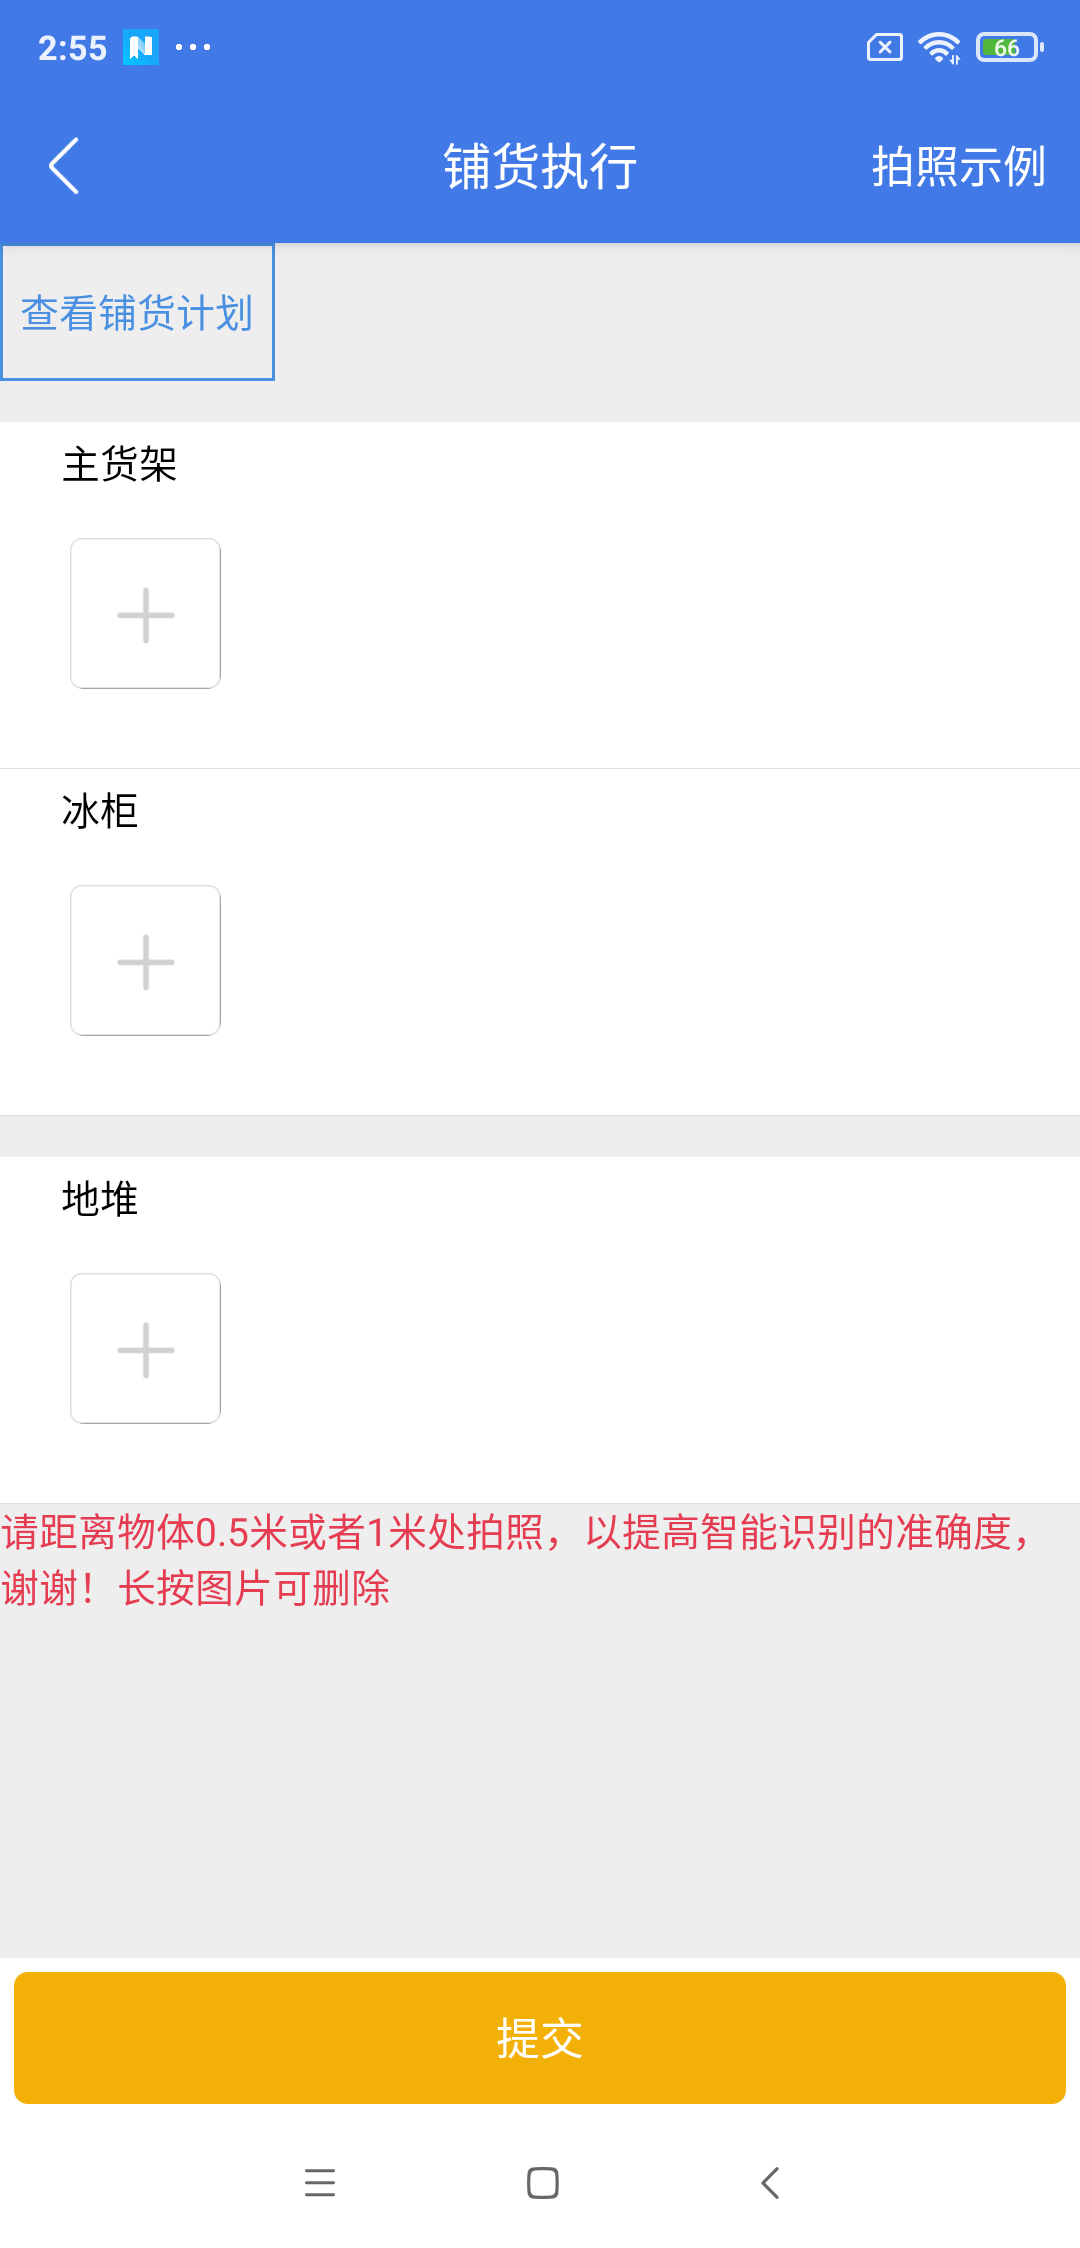 2:55
66
铺货执行
拍照示例
查看铺货计划
主货架
冰柜
地堆
请距离物体0.5米或者1米处拍照，以提高智能识别的准确度，
谢谢！长按图片可删除
提交